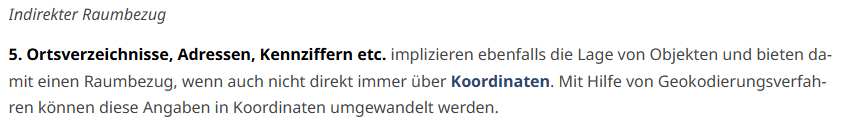 Indirekter Raumbezug
5. Ortsverzeichnisse, Adressen, Kennziffern etc. implizieren ebenfalls die Lage von Objekten und bieten da-
mit einen Raumbezug, wenn auch nicht direkt immer über Koordinaten. Mit Hilfe von Geokodierungsverfah-
ren können diese Angaben in Koordinaten umgewandelt werden.